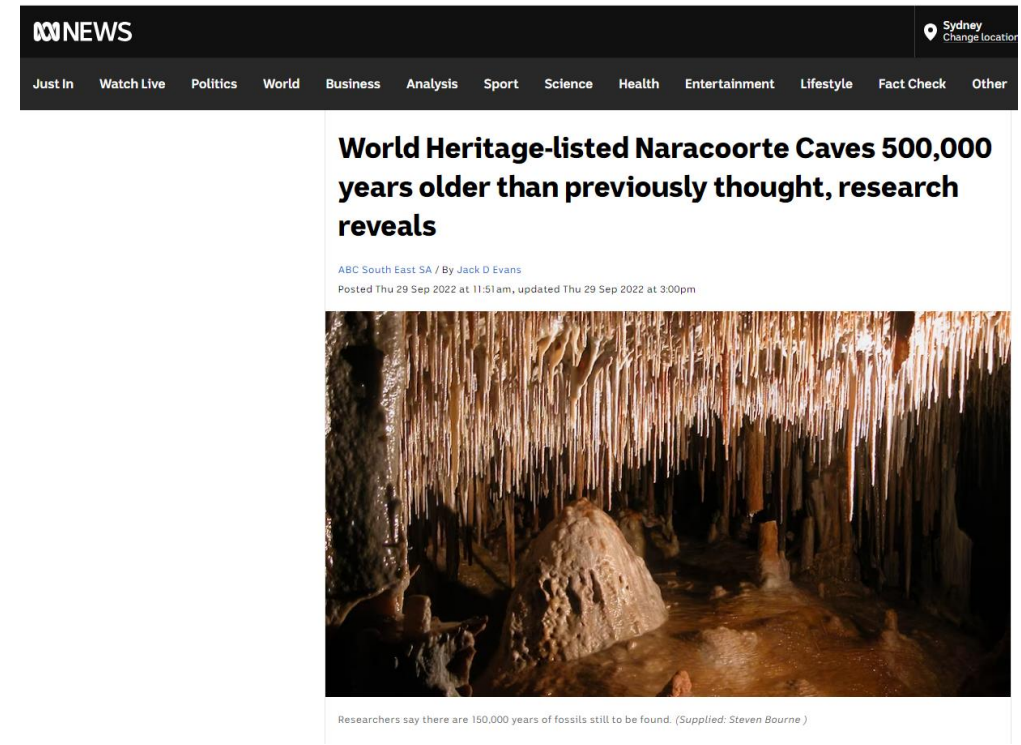 NEWS
Sydney
Change location
Just In Watch Live Politics World Business Analysis Sport Science Health Entertainment Lifestyle Fact Check Other
World Heritage-listed Naracoorte Caves 500,000
years older than previously thought, research
reveals
ABC South East SA / By Jack D Evans
Posted Thu 29 Sep 2022 at 11:51am, updated Thu 29 Sep 2022 at 3:00pm
Researchers say there are 150,000 years of fossils still to be found. (Supplied: Steven Bourne )